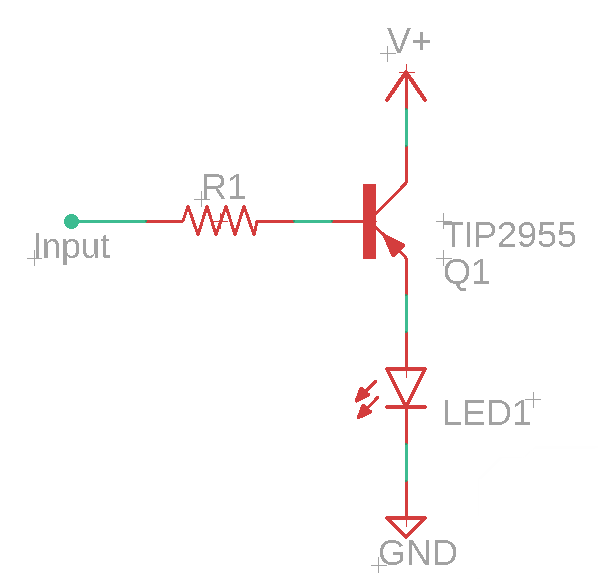 V+
R1
Input
TIP2955
Q1
LED1
GND